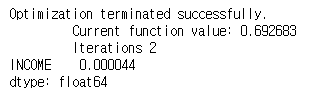 Optimization terminated successfully.
Current function value: 0.692683
Iterations 2
INCOME    0.000044
dtype: float64